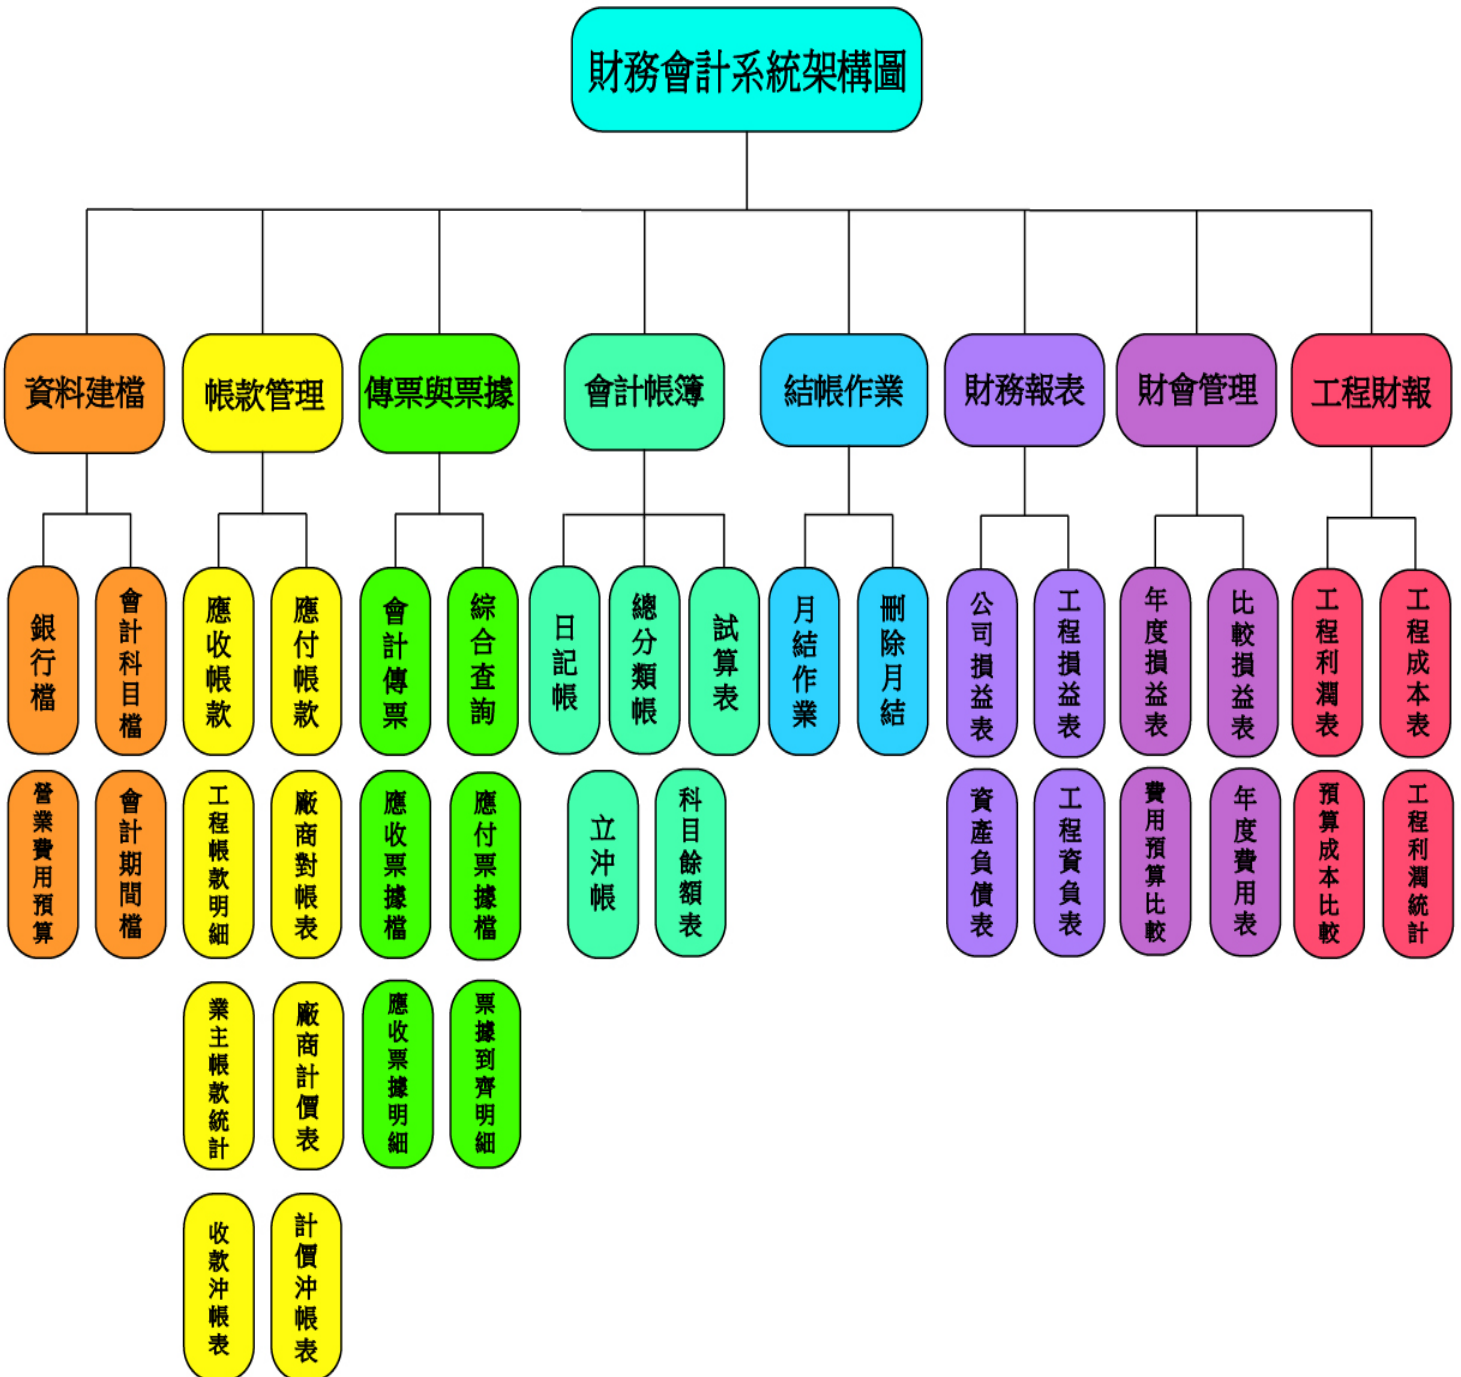 財務會計系統架構圖
資料建檔
帳款管理
傳票與票據
會計帳簿
結帳作業
財務報表
財會管理
工程財報
銀行檔
會計科目檔
應收帳款
應付帳款
會計傳票
綜合查詢
日記帳
總分類帳
試算表
月結作業
刪除月結
公司損益表
工程損益表
年度損益表
比較損益表
工程利潤表
工程成本表
營業費用預算
會計期間檔
工程帳款明細
廠商對帳表
應收票據檔
應付票據檔
立沖帳
科目餘額表
資產負債表
工程資負表
費用預算比較
年度費用表
預算成本比較
工程利潤統計
業主帳款統計
廠商計價表
應收票據明細
票據到齊明細
收款沖帳表
計價沖帳表